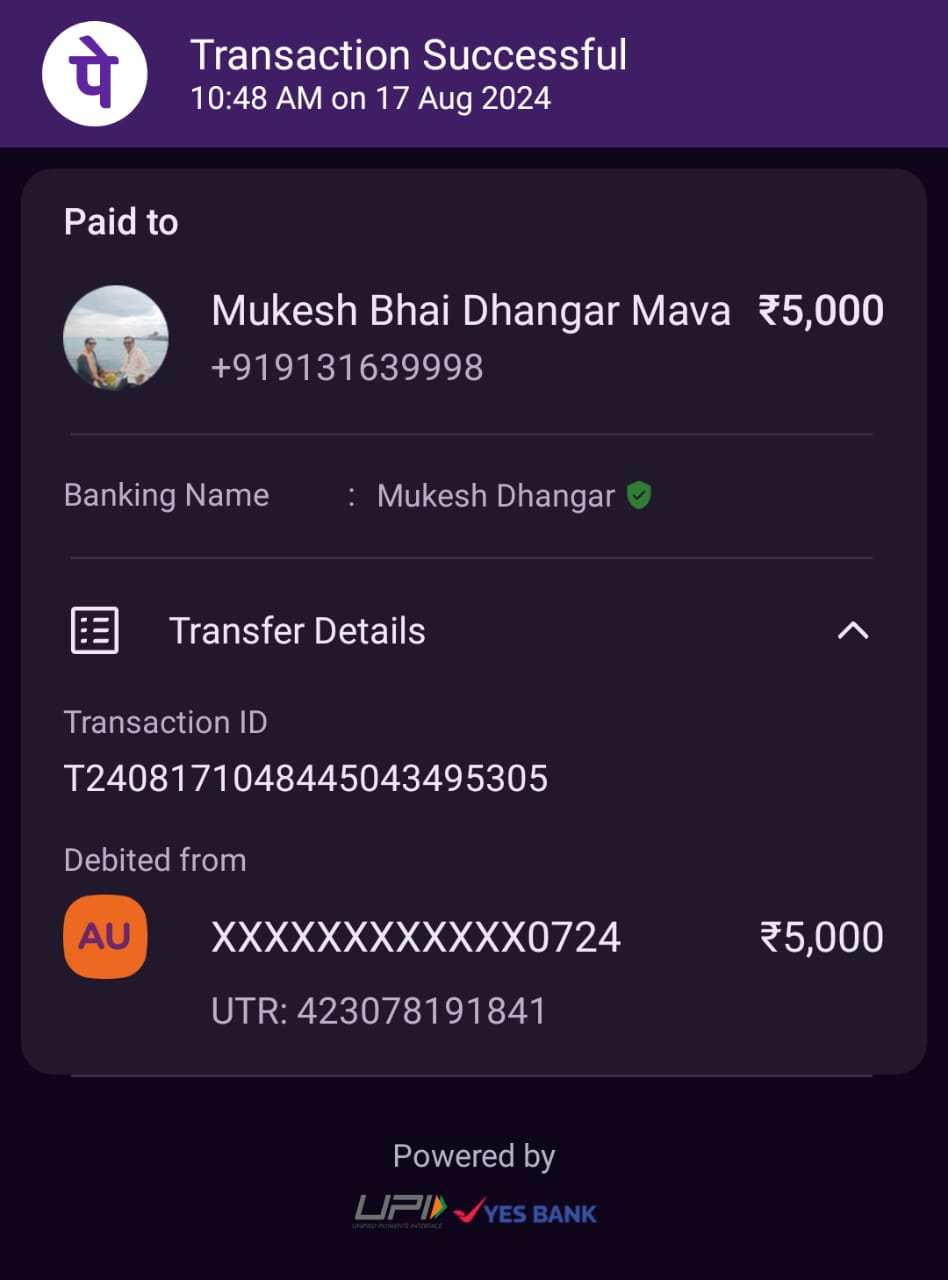 पे
Transaction Successful
10:48 AM on 17 Aug 2024
Paid to
Mukesh Bhai Dhangar Mava ₹5,000
+919131639998
Banking Name : Mukesh Dhangar
Transfer Details
Transaction ID
T2408171048445043495305
Debited from
AU XXXXXXXXXXXX0724 ₹5,000
UTR: 423078191841
Powered by
UPI YES BANK
UNIFIED PAYMENTS INTERFACE